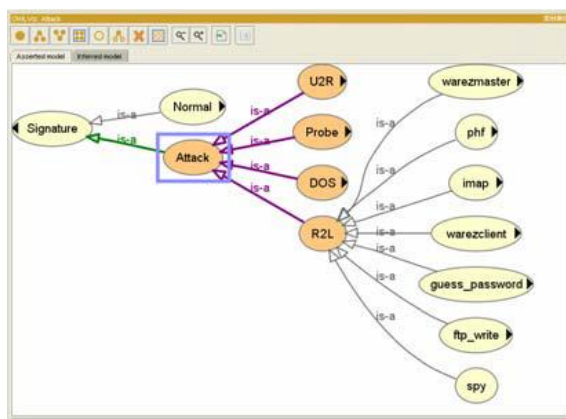 OWLViz: Attack
Asserted model
Inferred model
Signature
is-a
is-a
Normal
Attack
is-a
is-a
is-a
is-a
U2R
Probe
DOS
R2L
is-a
is-a
is-a
is-a
is-a
is-a
is-a
warezmaster
phf
imap
warezclient
guess_password
ftp_write
spy